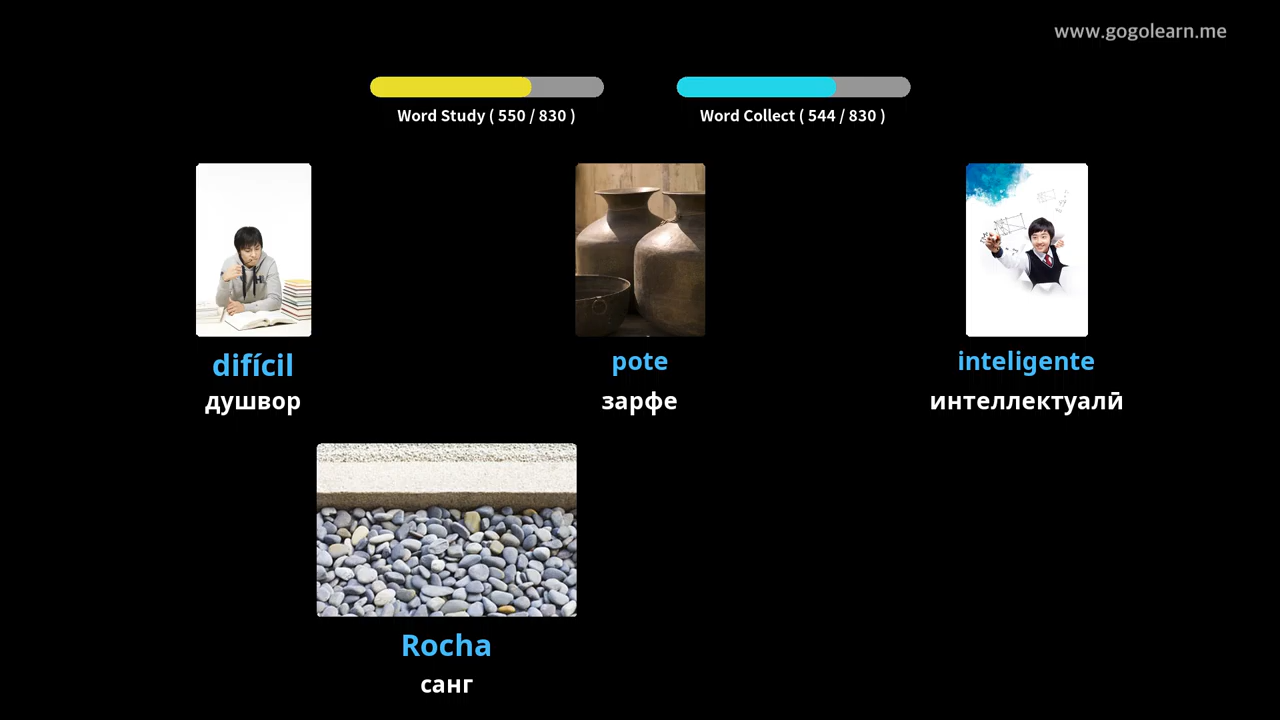 www.gogolearn.me
Word Study ( 550 / 830 )
Word Collect ( 544 / 830 )
difícil
душвор
pote
зарфе
inteligente
интеллектуалӣ
Rocha
санг